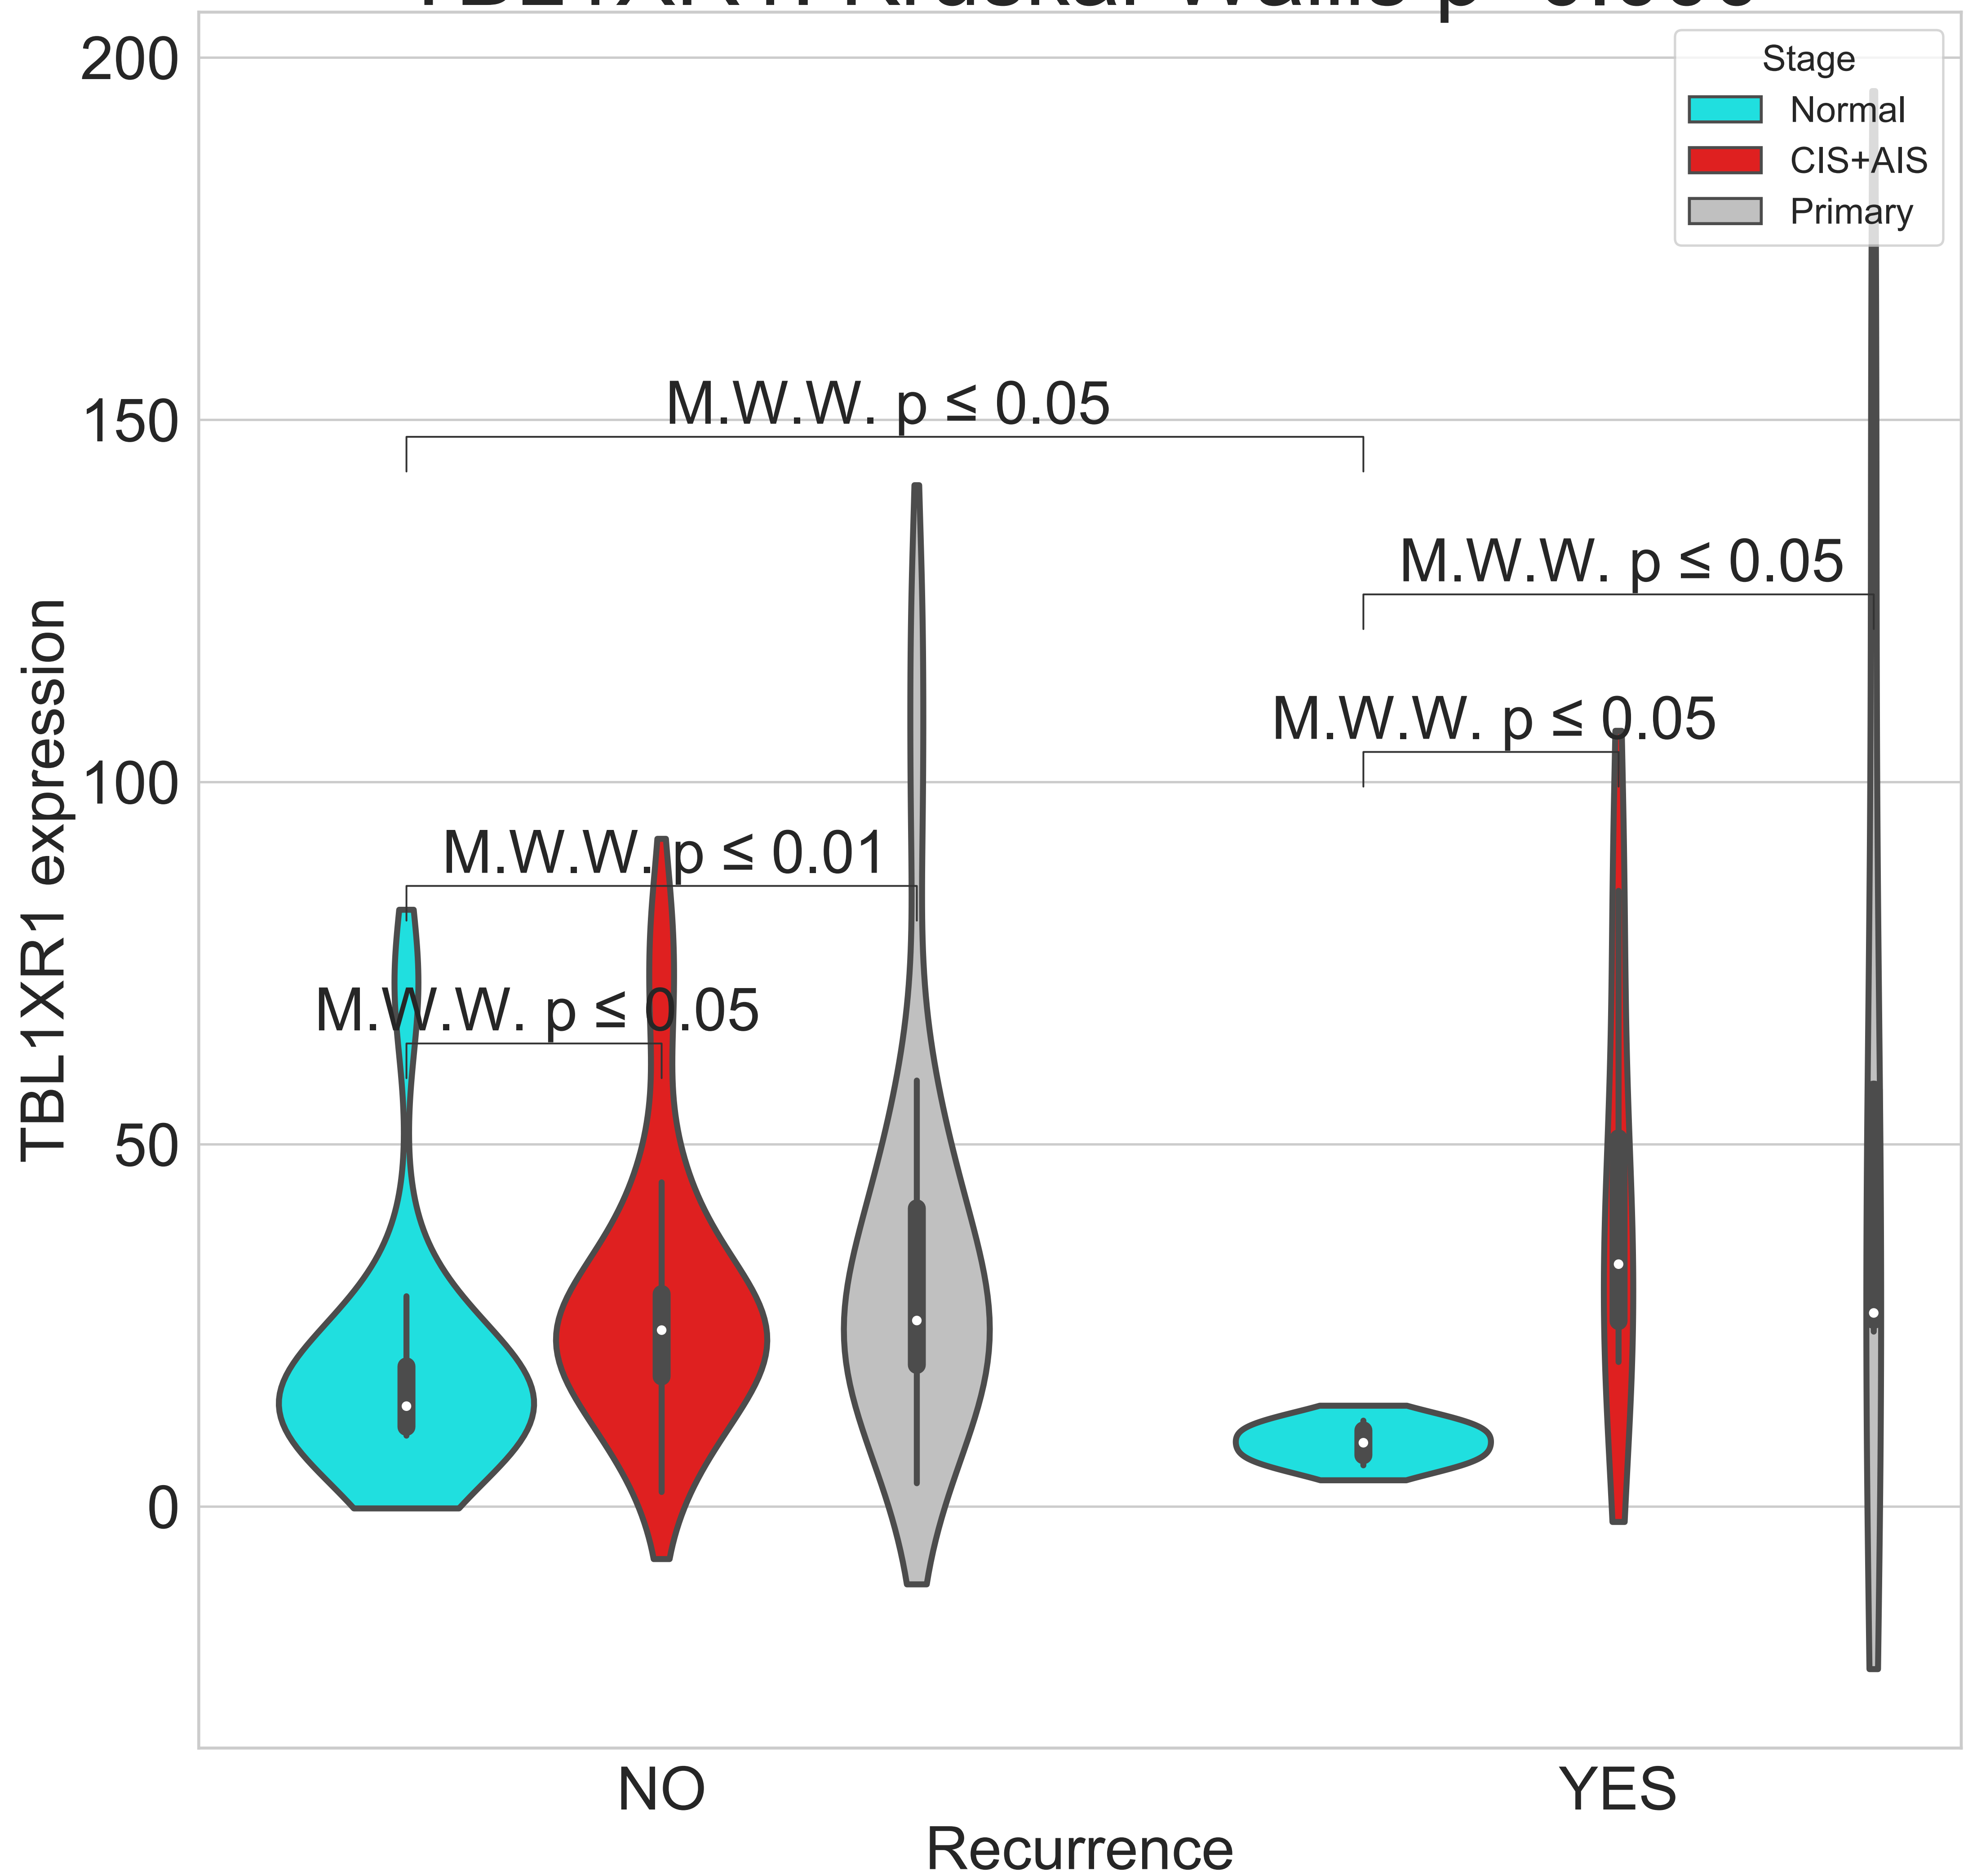 200
150
100
50
0
TBL1XR1 expression
Stage
Normal
CIS+AIS
Primary
M.W.W. p ≤ 0.05
M.W.W. p ≤ 0.05
M.W.W. p ≤ 0.05
M.W.W. p ≤ 0.01
M.W.W. p ≤ 0.05
NO
YES
Recurrence